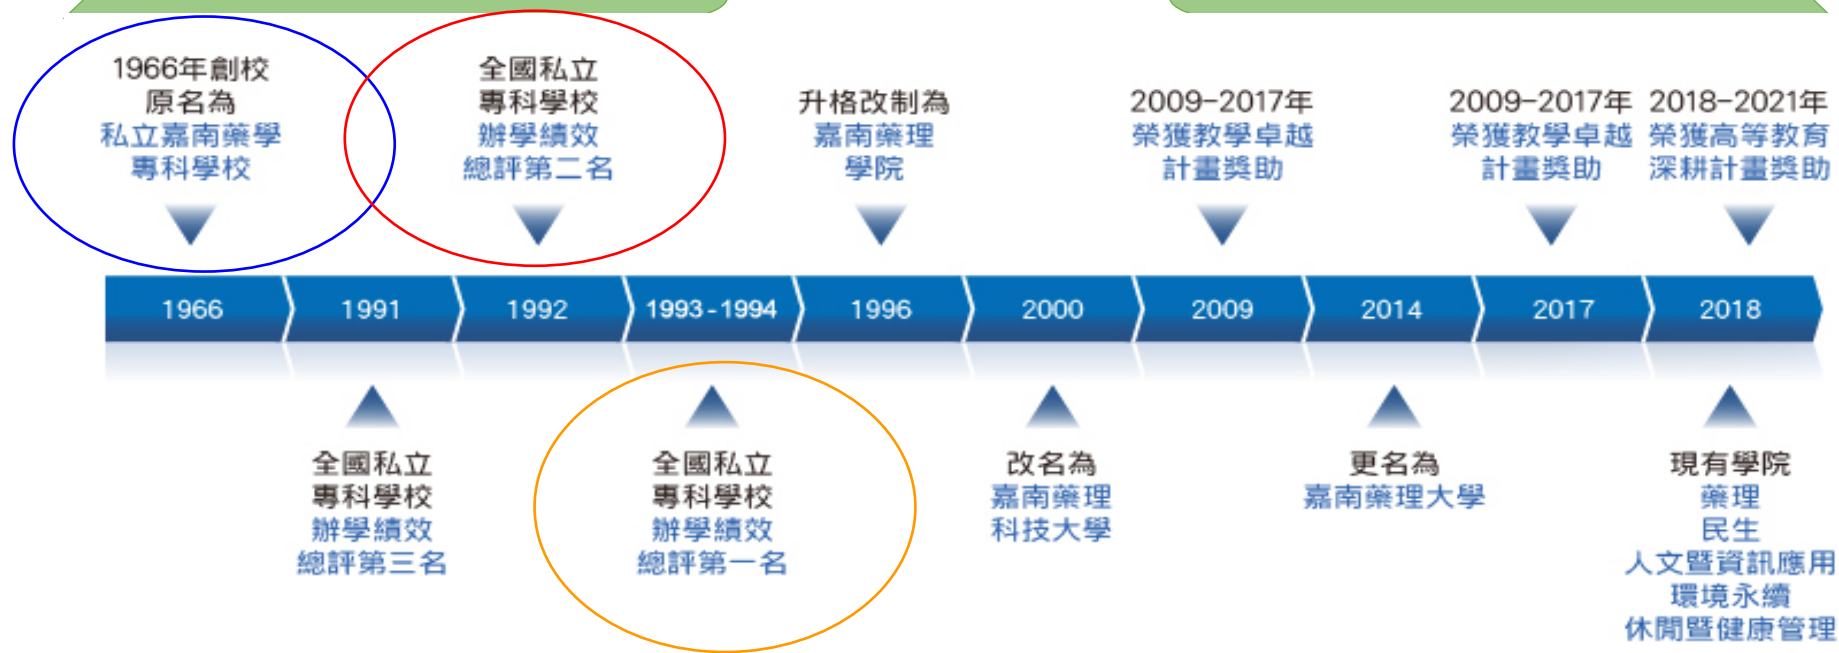 1966年創校
原名為
私立嘉南藥學
專科學校
全國私立
專科學校
辦學績效
總評第二名
升格改制為
嘉南藥理
學院
2009-2017年
榮獲教學卓越
計畫獎助
2009-2017年
榮獲教學卓越
計畫獎助
2018-2021年
榮獲高等教育
深耕計畫獎助
1966
1991
1992
1993-1994
1996
2000
2009
2014
2017
2018
全國私立
專科學校
辦學績效
總評第三名
全國私立
專科學校
辦學績效
總評第一名
改名為
嘉南藥理
科技大學
更名為
嘉南藥理大學
現有學院
藥理
民生
人文暨資訊應用
環境永續
休閒暨健康管理